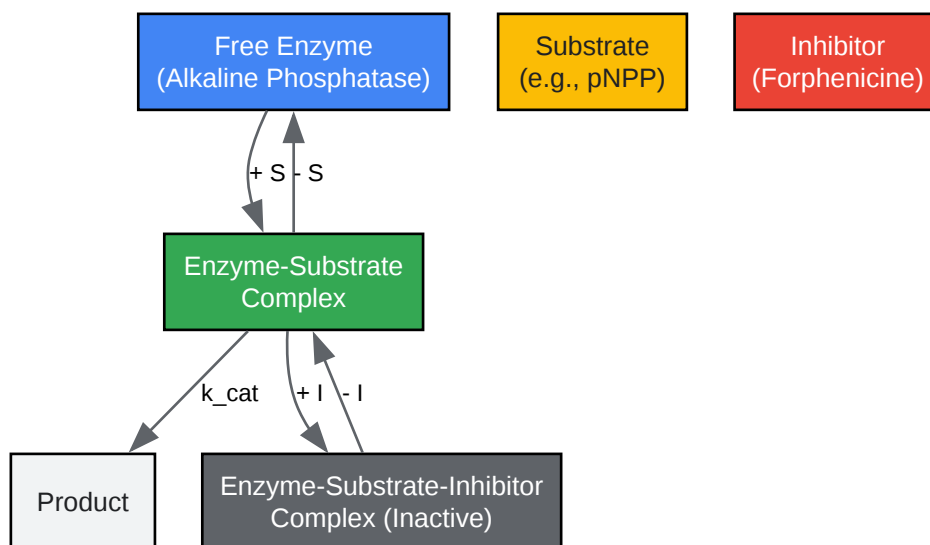 Free Enzyme
(Alkaline Phosphatase)
Substrate
(e.g., pNPP)
Inhibitor
(Forphenicine)
+ S
- S
Enzyme-Substrate
Complex
k_cat
+ I
- I
Product
Enzyme-Substrate-Inhibitor
Complex (Inactive)